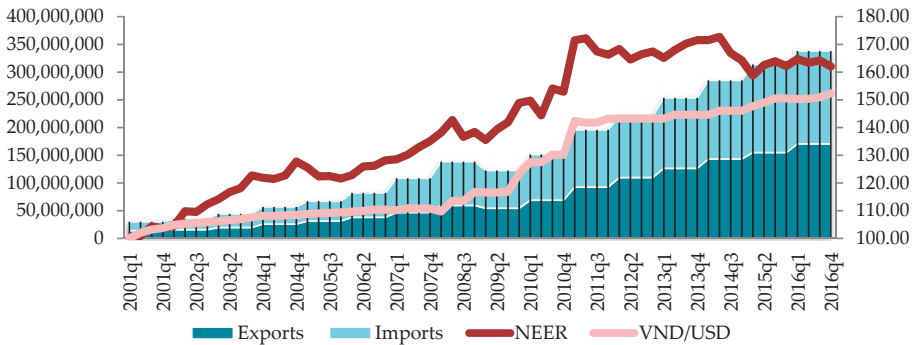 400,000,000
350,000,000
300,000,000
250,000,000
200,000,000
150,000,000
100,000,000
50,000,000
0
180.00
170.00
160.00
150.00
140.00
130.00
120.00
110.00
100.00
2001q1
2001q4
2002q3
2003q2
2004q1
2004q4
2005q3
2006q2
2007q1
2007q4
2008q3
2009q2
2010q1
2010q4
2011q3
2012q2
2013q1
2013q4
2014q3
2015q2
2016q1
2016q4
Exports Imports NEER VND/USD